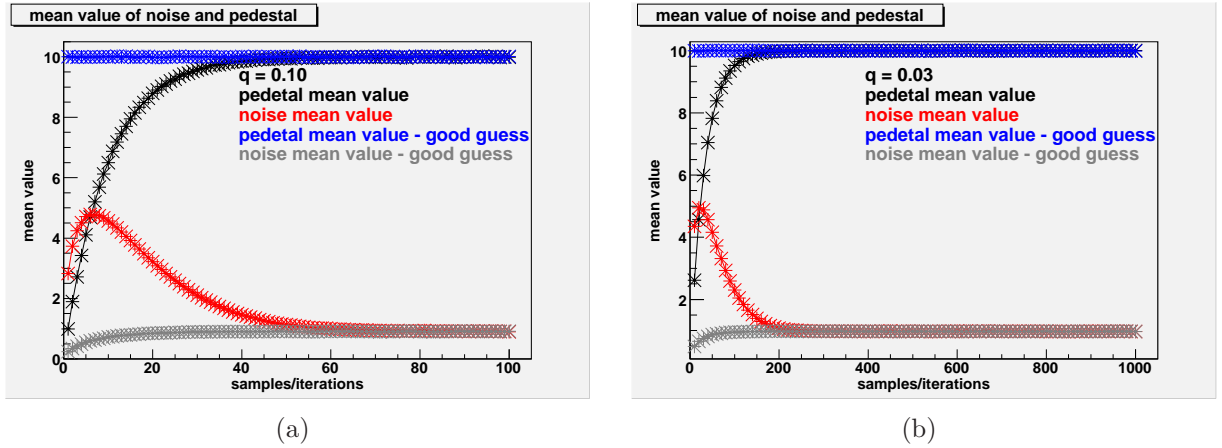 mean value of noise and pedestal
mean value
10
8
6
4
2
0
q = 0.10
pedetal mean value
noise mean value
pedetal mean value - good guess
noise mean value - good guess
0 20 40 60 80 100
samples/iterations
(a)
mean value of noise and pedestal
mean value
10
8
6
4
2
q = 0.03
pedetal mean value
noise mean value
pedetal mean value - good guess
noise mean value - good guess
0 200 400 600 800 1000
samples/iterations
(b)